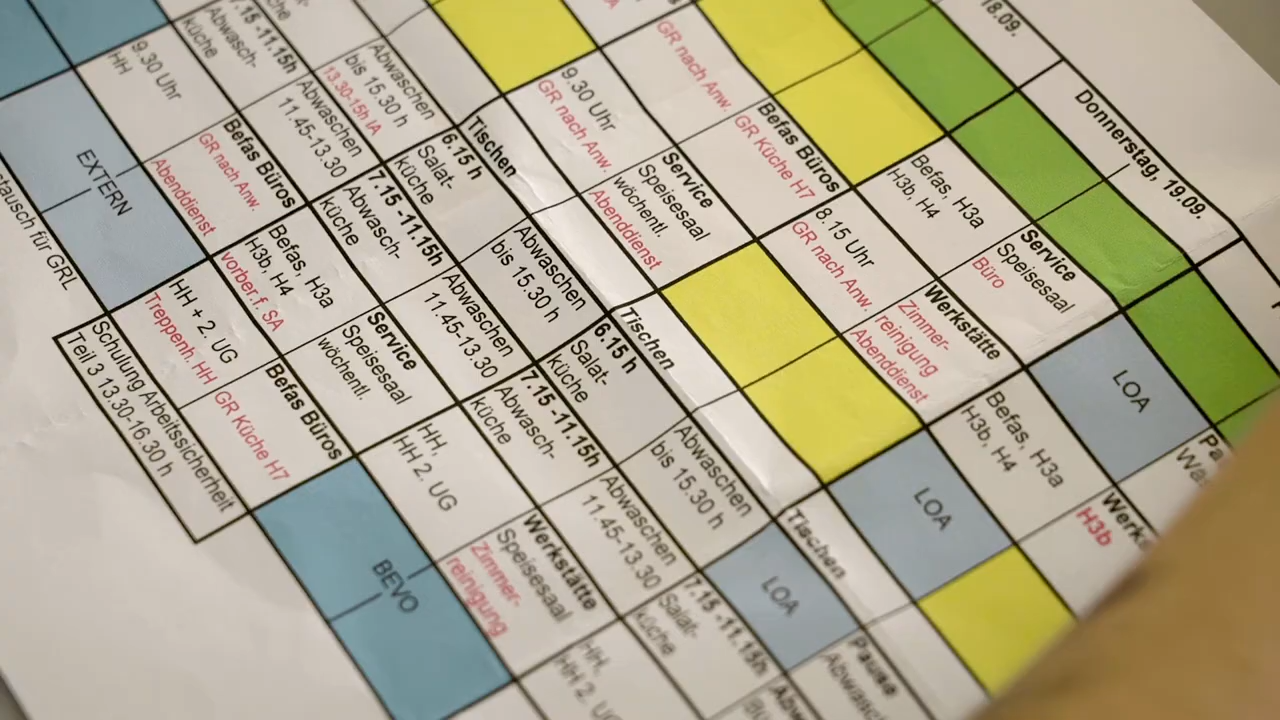 18.09.
Donnerstag, 19.09.
küche
Abwasch-
küche
Abwaschen
bis 15.30 h
13.30-15h IA
Abwaschen
11.45-13.30
9.30 Uhr
HH
EXTERN
Befas Büros
GR nach Anw.
Abenddienst
Befas, H3a
H3b, H4
vorber. f. SA
HH + 2. UG
Treppenh. HH
Befas Büros
GR Küche H7
Schulung Arbeitssicherheit
Teil 3 13.30-16.30 h
Tischen
6.15 h
Salat-
küche
7.15 -11.15h
Abwasch-
küche
Abwaschen
bis 15.30 h
Abwaschen
11.45-13.30
Service
Speisesaal
wöchentl.
9.30 Uhr
GR nach Anw.
Service
Speisesaal
wöchentl.
Abenddienst
GR nach Anw.
Befas Büros
GR Küche H7
8.15 Uhr
GR nach Anw.
Befas, H3a
H3b, H4
Service
Speisesaal
Büro
Werkstätte
Zimmer-
reinigung
Abenddienst
Tischen
6.15 h
Salat-
küche
7.15 -11.15h
Abwasch-
küche
Abwaschen
bis 15.30 h
Abwaschen
11.45-13.30
HH,
HH 2. UG
Werkstätte
Speisesaal
Zimmer-
reinigung
BEVO
LOA
Befas, H3a
H3b, H4
LOA
H3b
Tischen
LOA
7.15 -11.15h
Salat-
küche
HH,
HH 2. UG
Pause